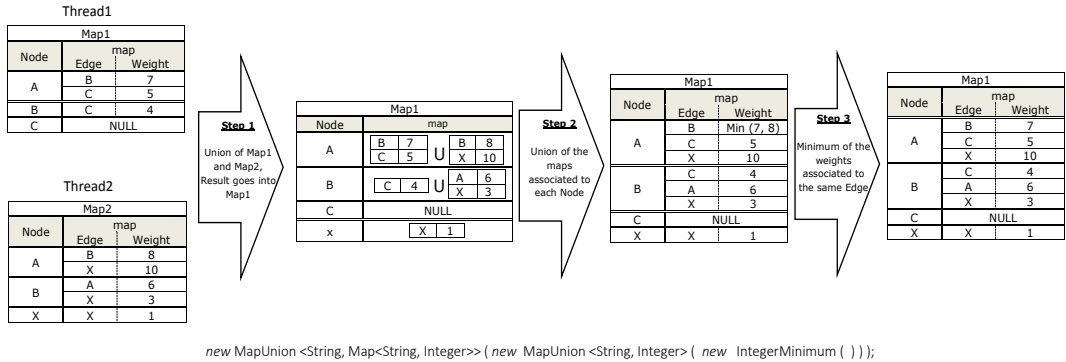 Thread1
Map1
Node map
Edge Weight
A B 7
C 5
B C 4
C NULL
Thread2
Map2
Node map
Edge Weight
A B 8
X 10
B A 6
X 3
X X 1
Step 1
Union of Map1
and Map2,
Result goes into
Map1
Map1
Node map
A B 7 U B 8
C 5 X 10
B C 4 U A 6
X 3
C NULL
x X 1
Step 2
Union of the
maps
associated to
each Node
Map1
Node map
Edge Weight
A B Min (7, 8)
C 5
X 10
B C 4
A 6
X 3
C NULL
X X 1
Step 3
Minimum of the
weights
associated to
the same Edge
Map1
Node map
Edge Weight
A B 7
C 5
X 10
B C 4
A 6
X 3
C NULL
X X 1
new MapUnion <String, Map<String, Integer>> ( new MapUnion <String, Integer> ( new IntegerMinimum ( ) ) );